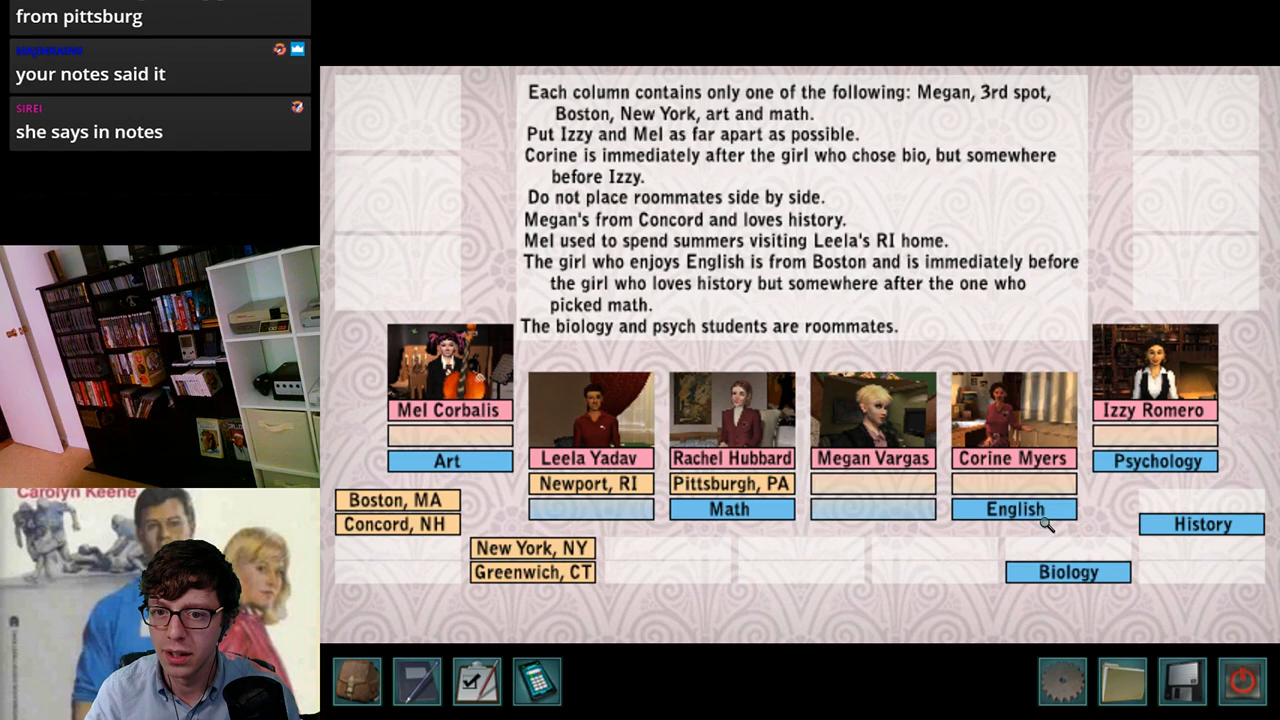 from pittsburg
your notes said it
SIREI
she says in notes
Each column contains only one of the following: Megan, 3rd spot,
Boston, New York, art and math.
Put Izzy and Mel as far apart as possible.
Corine is immediately after the girl who chose bio, but somewhere
before Izzy.
Do not place roommates side by side.
Megan's from Concord and loves history.
Mel used to spend summers visiting Leela's RI home.
The girl who enjoys English is from Boston and is immediately before
the girl who loves history but somewhere after the one who
picked math.
The biology and psych students are roommates.
Mel Corbalis
Art
Leela Yadav
Newport, RI
Rachel Hubbard
Pittsburgh, PA
Math
Megan Vargas
Corine Myers
English
Izzy Romero
Psychology
Boston, MA
Concord, NH
New York, NY
Greenwich, CT
Biology
History
Carolyn Keene